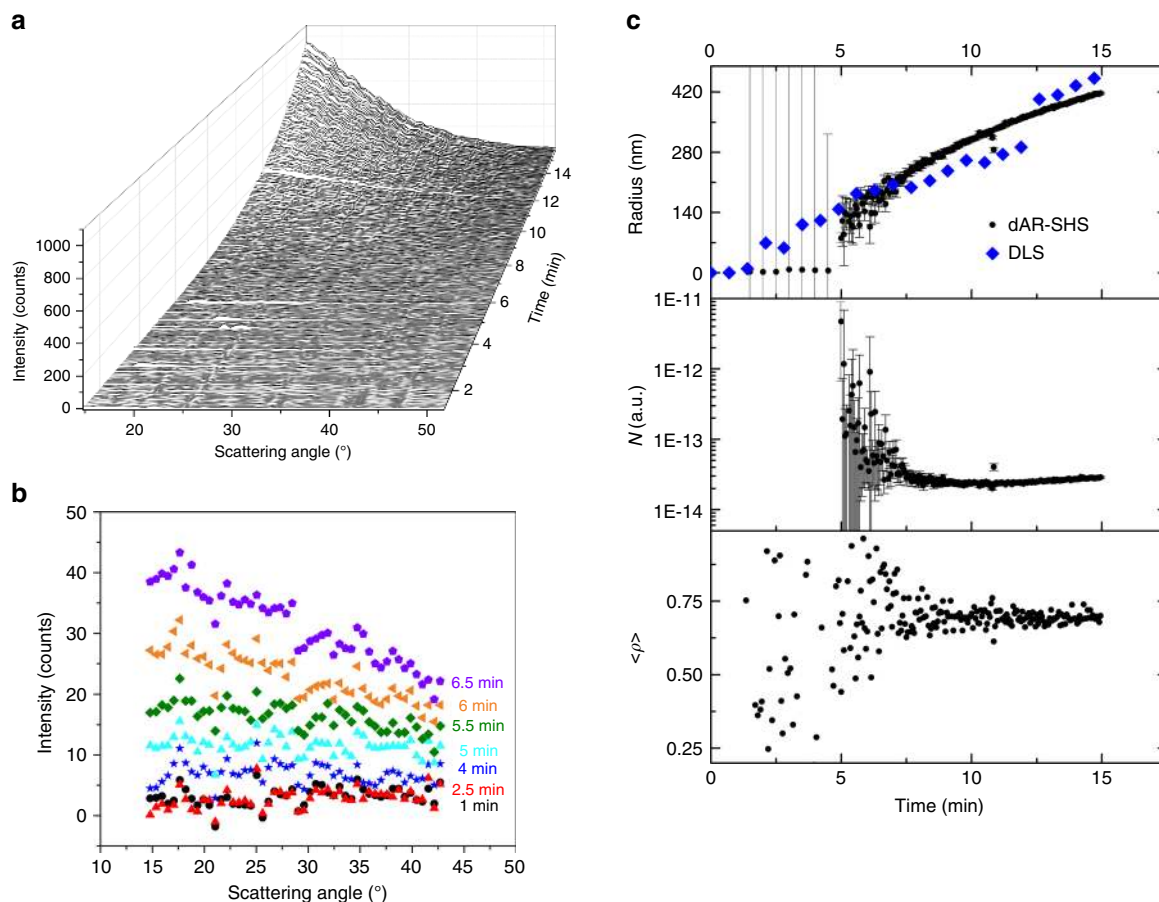 a
1000
800
600
400
200
0
Intensity (counts)
20
30
40
50
Scattering angle (°)
2
4
6
8
10
12
14
Time (min)
b
50
40
30
20
10
0
Intensity (counts)
6.5 min
6 min
5.5 min
5 min
4 min
2.5 min
1 min
10
15
20
25
30
35
40
45
50
Scattering angle (°)
c
0
5
10
15
420
280
140
0
Radius (nm)
dAR-SHS
DLS
1E-11
1E-12
1E-13
1E-14
N (a.u.)
0.75
0.50
0.25
<ρ>
0
5
10
15
Time (min)